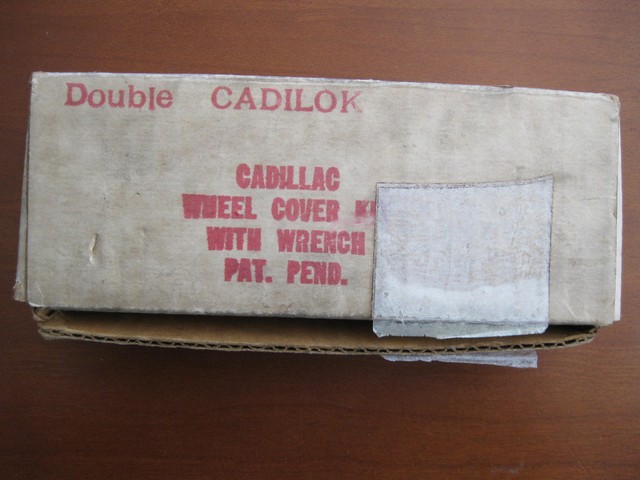 Double CADILOK
CADILLAC
WHEEL COVER
WITH WRENCH
PAT. PEND.